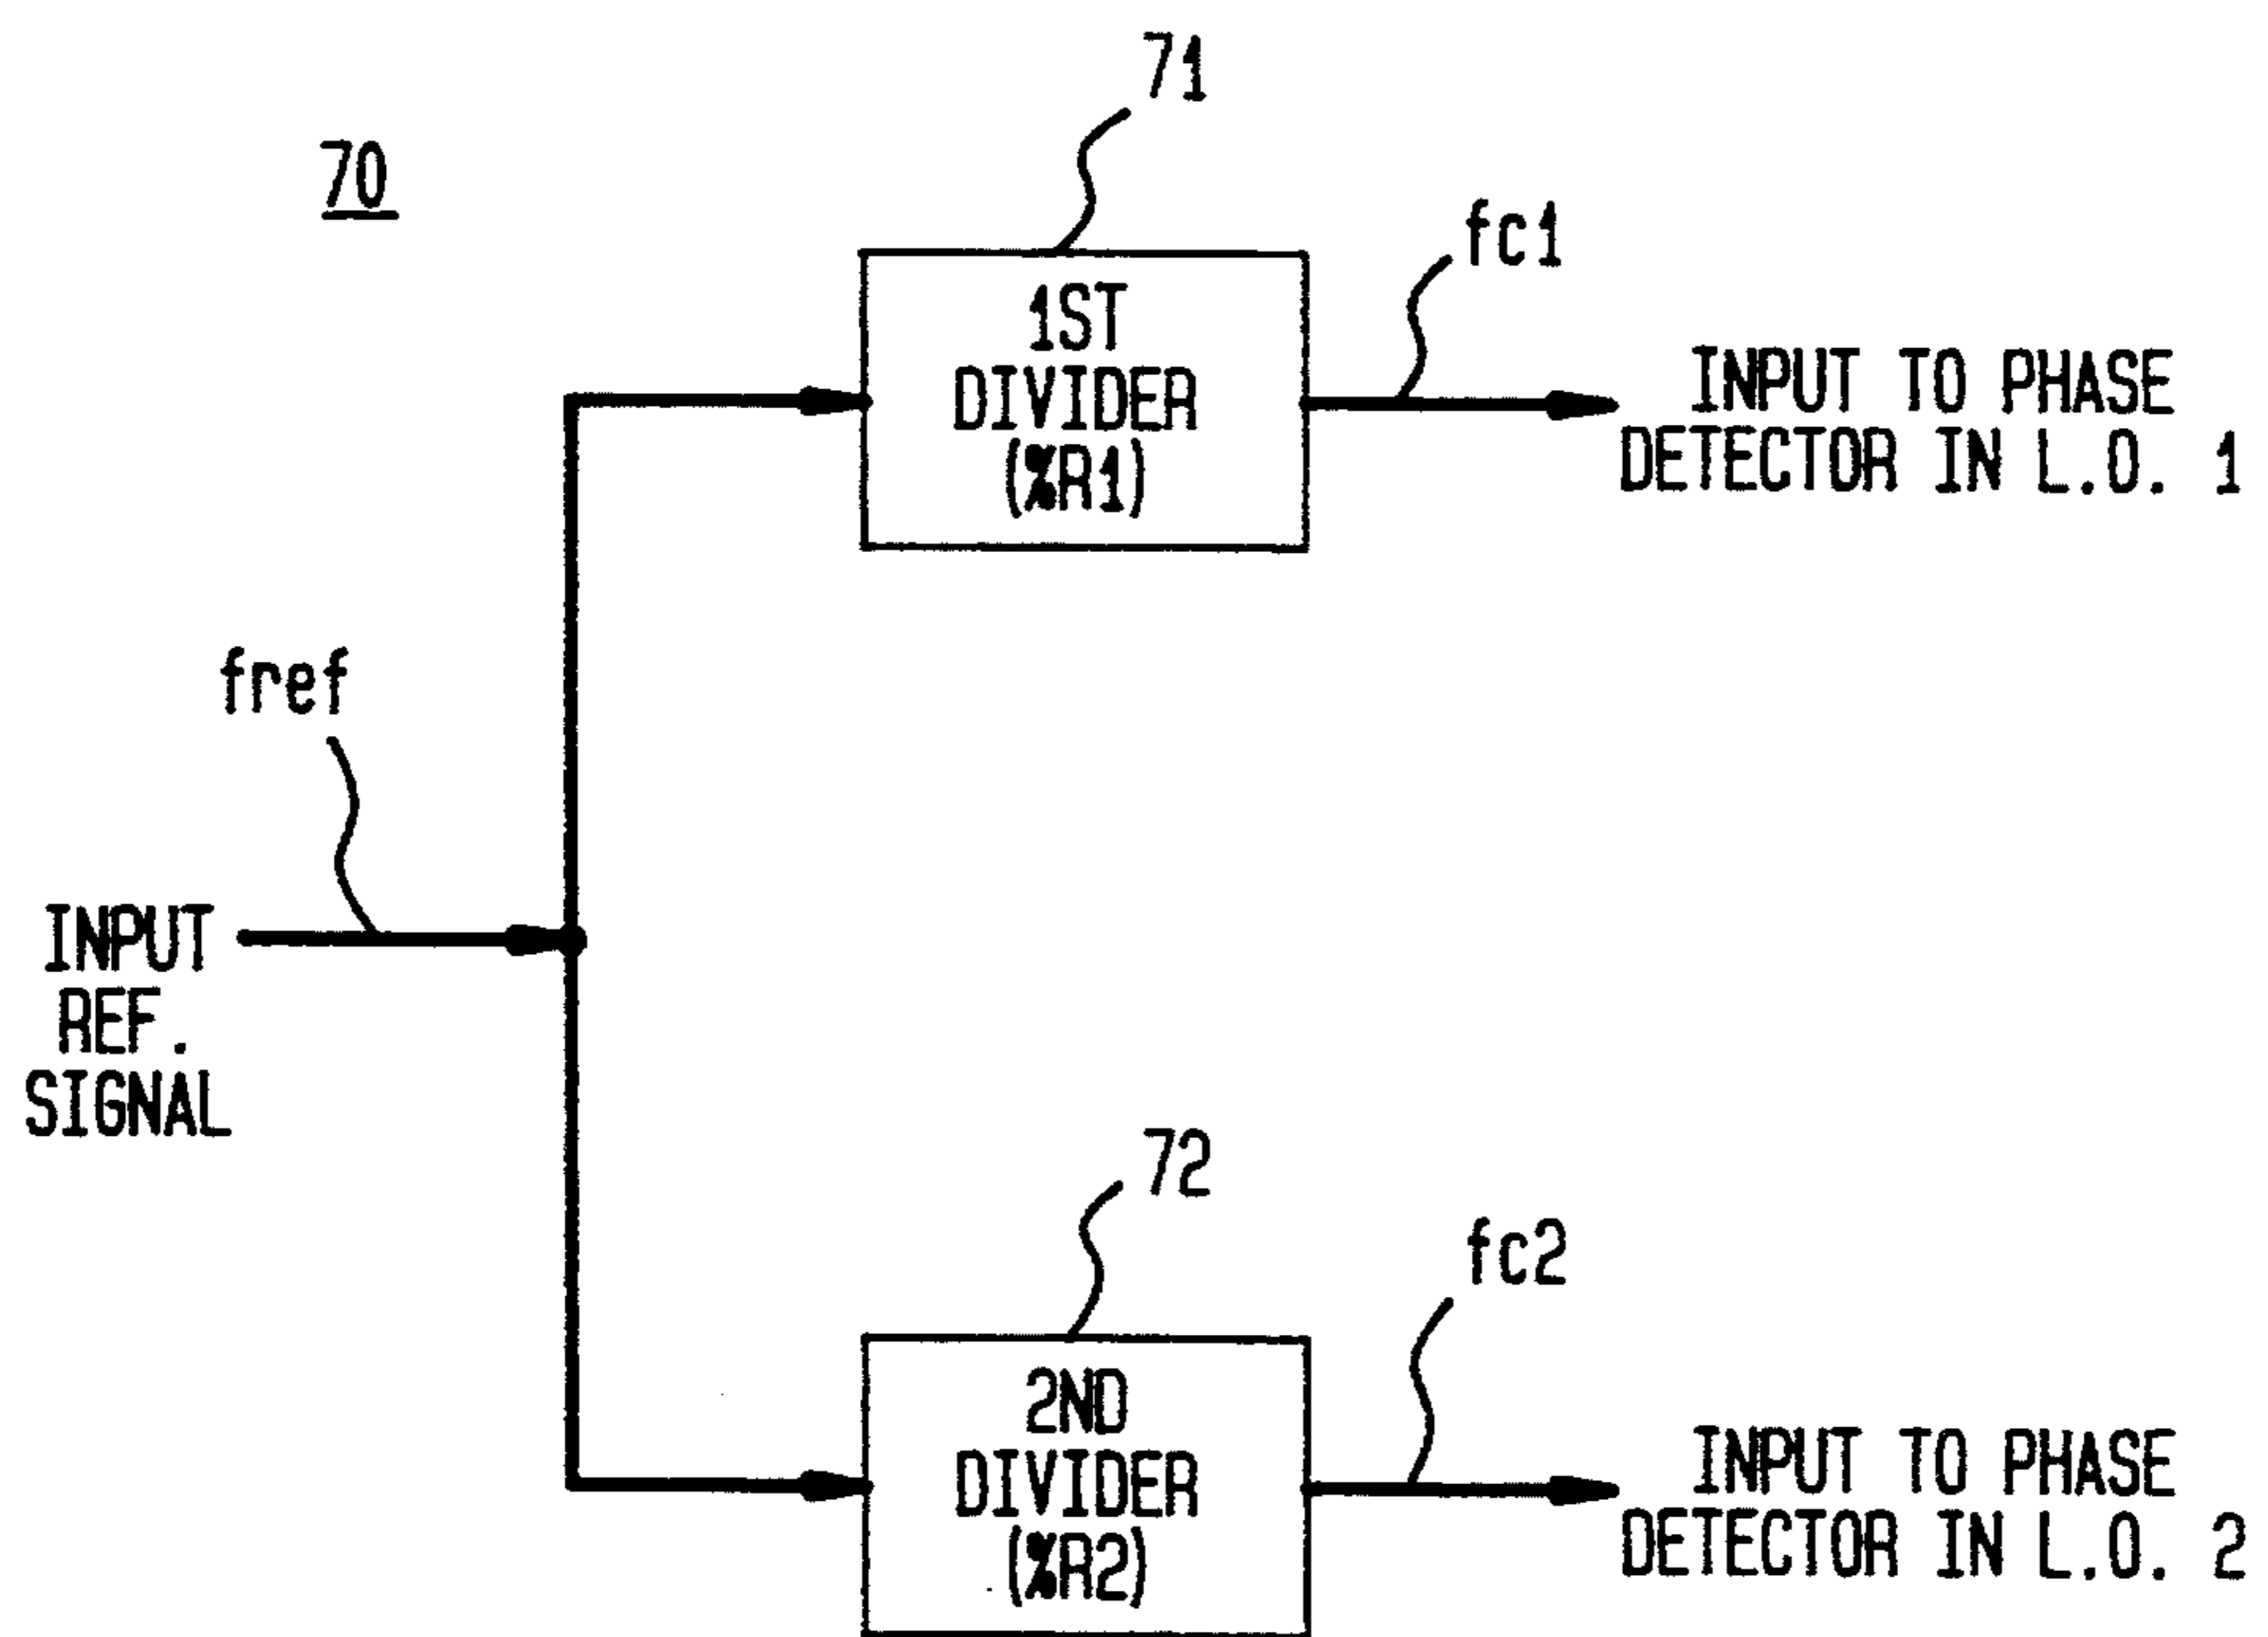 70
71
1ST
DIVIDER
(%R1)
fc1
INPUT TO PHASE
DETECTOR IN L.O. 1
fref
INPUT
REF.
SIGNAL
72
2ND
DIVIDER
(%R2)
fc2
INPUT TO PHASE
DETECTOR IN L.O. 2